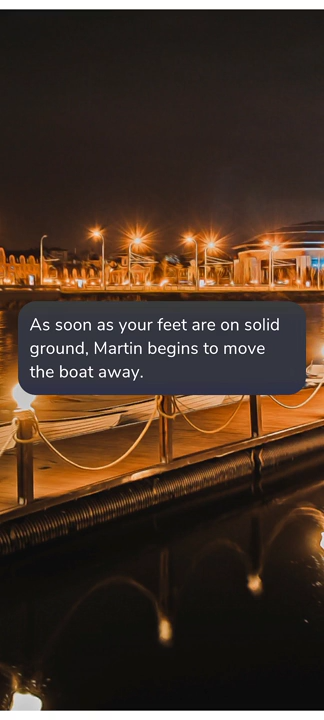 As soon as your feet are on solid
ground, Martin begins to move
the boat away.